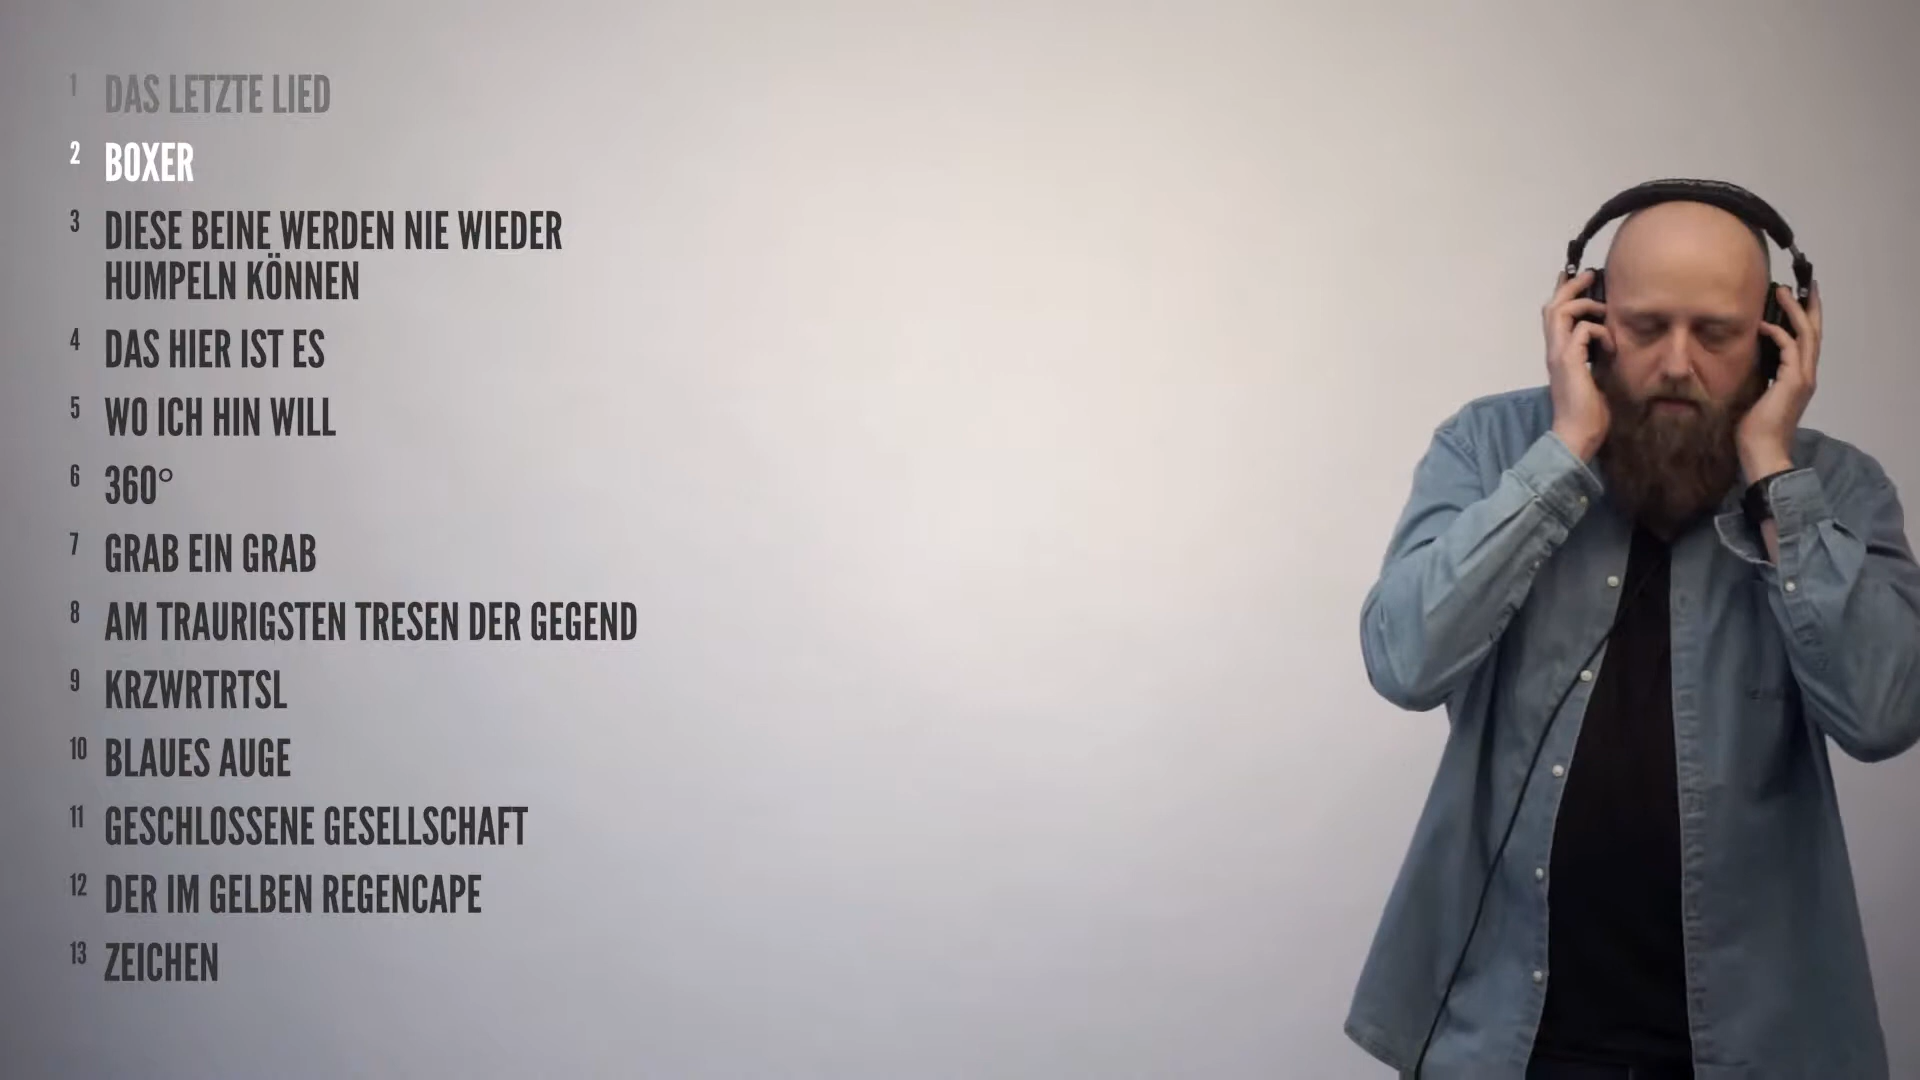 1 DAS LETZTE LIED
2 BOXER
3 DIESE BEINE WERDEN NIE WIEDER
HUMPELN KÖNNEN
4 DAS HIER IST ES
5 WO ICH HIN WILL
6 360°
7 GRAB EIN GRAB
8 AM TRAURIGSTEN TRESEN DER GEGEND
9 KRZWRTRTSL
10 BLAUES AUGE
11 GESCHLOSSENE GESELLSCHAFT
12 DER IM GELBEN REGENCAPE
13 ZEICHEN